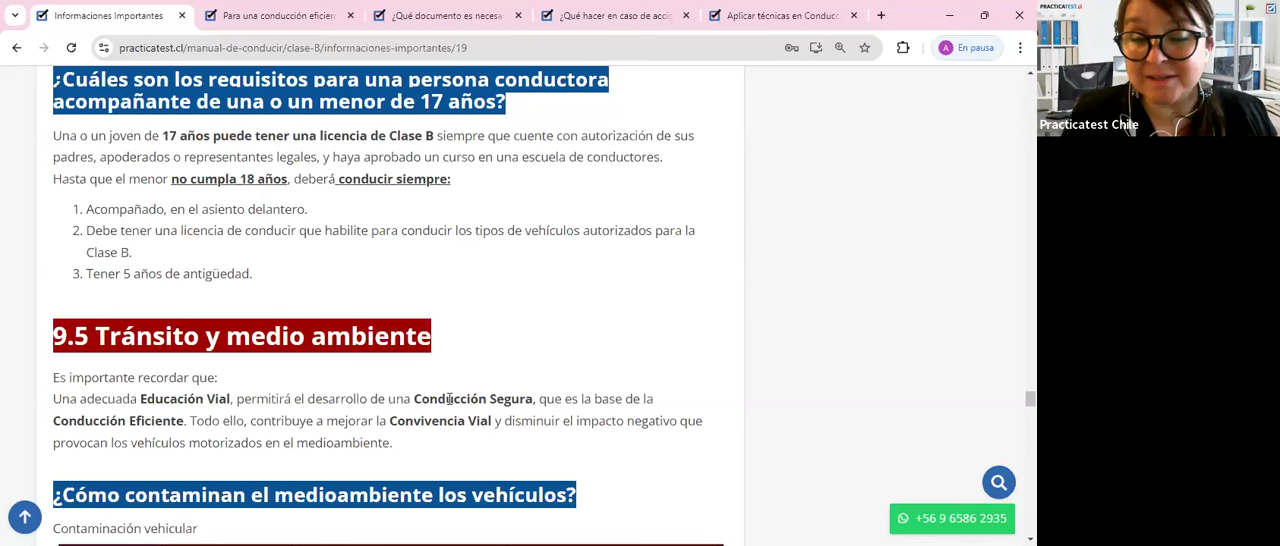 Informaciones Importantes
Para una conducción eficien
¿Qué documento es necesa
¿Qué hacer en caso de acci
Aplicar técnicas en Conduc
practicatest.cl/manual-de-conducir/clase-B/informaciones-importantes/19
A En pausa
PRACTICATEST.cl
Practicatest Chile
¿Cuáles son los requisitos para una persona conductora
acompañante de una o un menor de 17 años?
Una o un joven de 17 años puede tener una licencia de Clase B siempre que cuente con autorización de sus
padres, apoderados o representantes legales, y haya aprobado un curso en una escuela de conductores.
Hasta que el menor no cumpla 18 años, deberá conducir siempre:
1. Acompañado, en el asiento delantero.
2. Debe tener una licencia de conducir que habilite para conducir los tipos de vehículos autorizados para la
Clase B.
3. Tener 5 años de antigüedad.
9.5 Tránsito y medio ambiente
Es importante recordar que:
Una adecuada Educación Vial, permitirá el desarrollo de una Conducción Segura, que es la base de la
Conducción Eficiente. Todo ello, contribuye a mejorar la Convivencia Vial y disminuir el impacto negativo que
provocan los vehículos motorizados en el medioambiente.
¿Cómo contaminan el medioambiente los vehículos?
Contaminación vehicular
+56 9 6586 2935